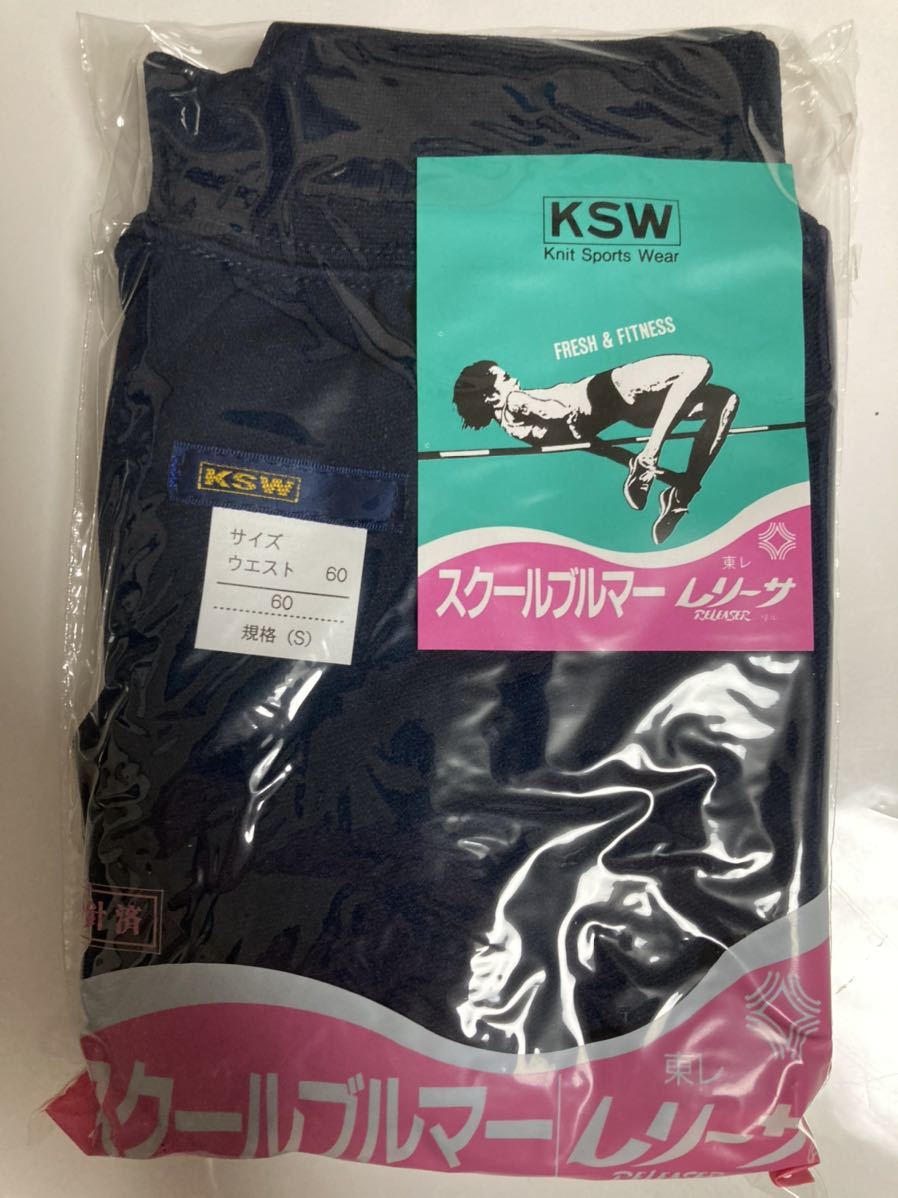 KSW
Knit Sports Wear
FRESH & FITNESS
東レ
スクールブルマー レリーサ
RELEASER
KSW
サイズ
ウエスト 60
60
規格 (S)
針済
東レ
スクールブルマー レリーサ
RELEASER